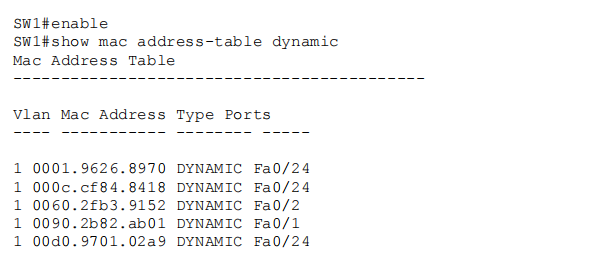 SW1#enable
SW1#show mac address-table dynamic
Mac Address Table
-------------------------------------------
Vlan Mac Address Type Ports
---- ----------- -------- -----
1 0001.9626.8970 DYNAMIC Fa0/24
1 000c.cf84.8418 DYNAMIC Fa0/24
1 0060.2fb3.9152 DYNAMIC Fa0/2
1 0090.2b82.ab01 DYNAMIC Fa0/1
1 00d0.9701.02a9 DYNAMIC Fa0/24